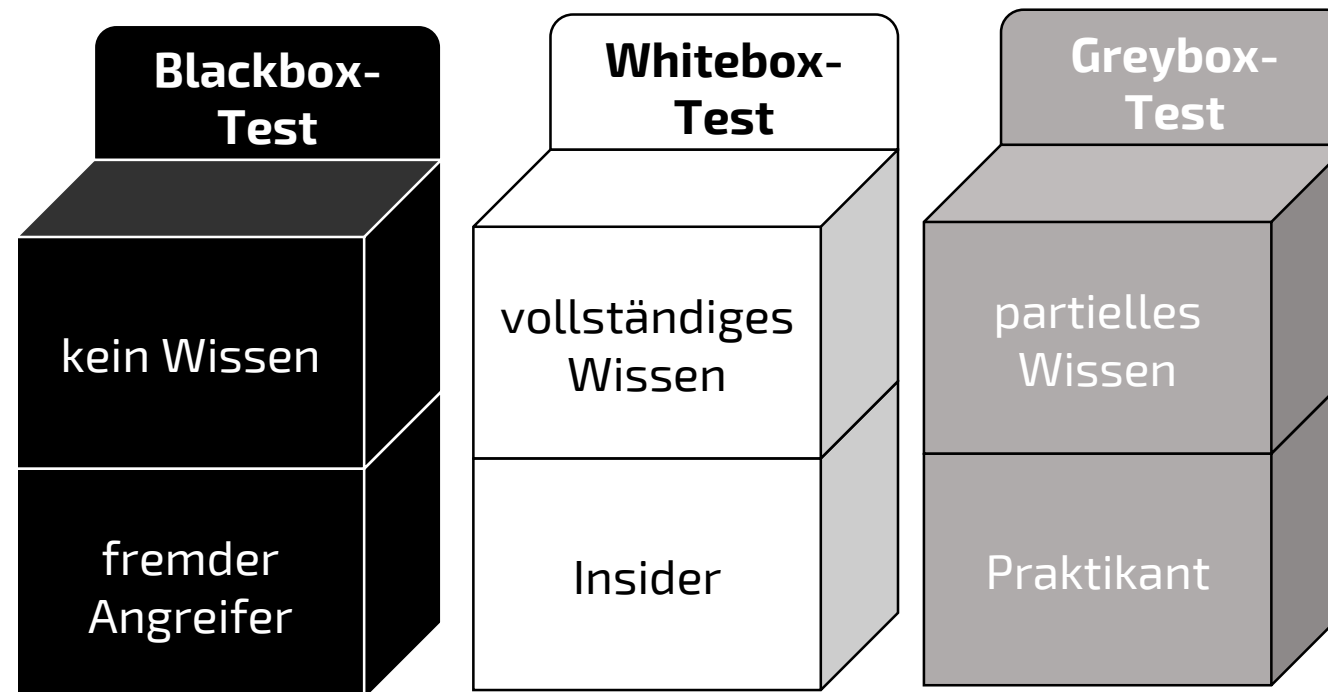 Blackbox-
Test
kein Wissen
fremder
Angreifer
Whitebox-
Test
vollständiges
Wissen
Insider
Greybox-
Test
partielles
Wissen
Praktikant